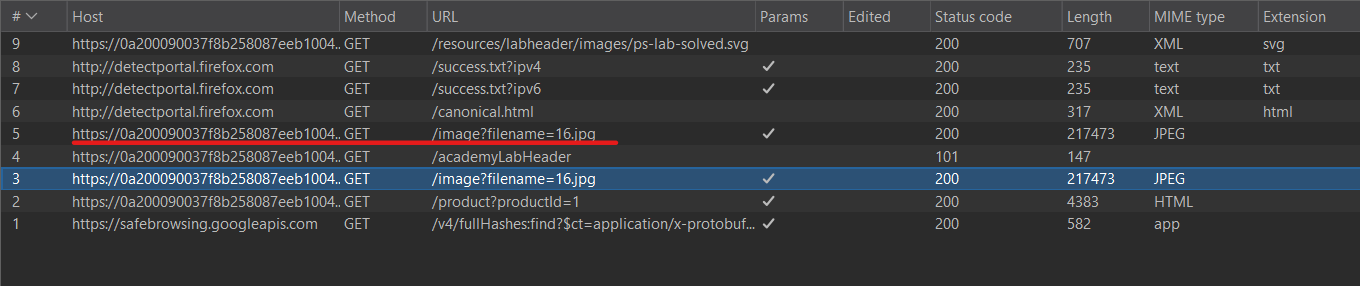 # Host Method URL Params Edited Status code Length MIME type Extension
9 https://0a200090037f8b258087eeb1004... GET /resources/labheader/images/ps-lab-solved.svg 200 707 XML svg
8 http://detectportal.firefox.com GET /success.txt?ipv4 ✓ 200 235 text txt
7 http://detectportal.firefox.com GET /success.txt?ipv6 ✓ 200 235 text txt
6 http://detectportal.firefox.com GET /canonical.html 200 317 XML html
5 https://0a200090037f8b258087eeb1004... GET /image?filename=16.jpg ✓ 200 217473 JPEG
4 https://0a200090037f8b258087eeb1004... GET /academyLabHeader 101 147
3 https://0a200090037f8b258087eeb1004... GET /image?filename=16.jpg ✓ 200 217473 JPEG
2 https://0a200090037f8b258087eeb1004... GET /product?productId=1 ✓ 200 4383 HTML
1 https://safebrowsing.googleapis.com GET /v4/fullHashes:find?$ct=application/x-protobuf... ✓ 200 582 app